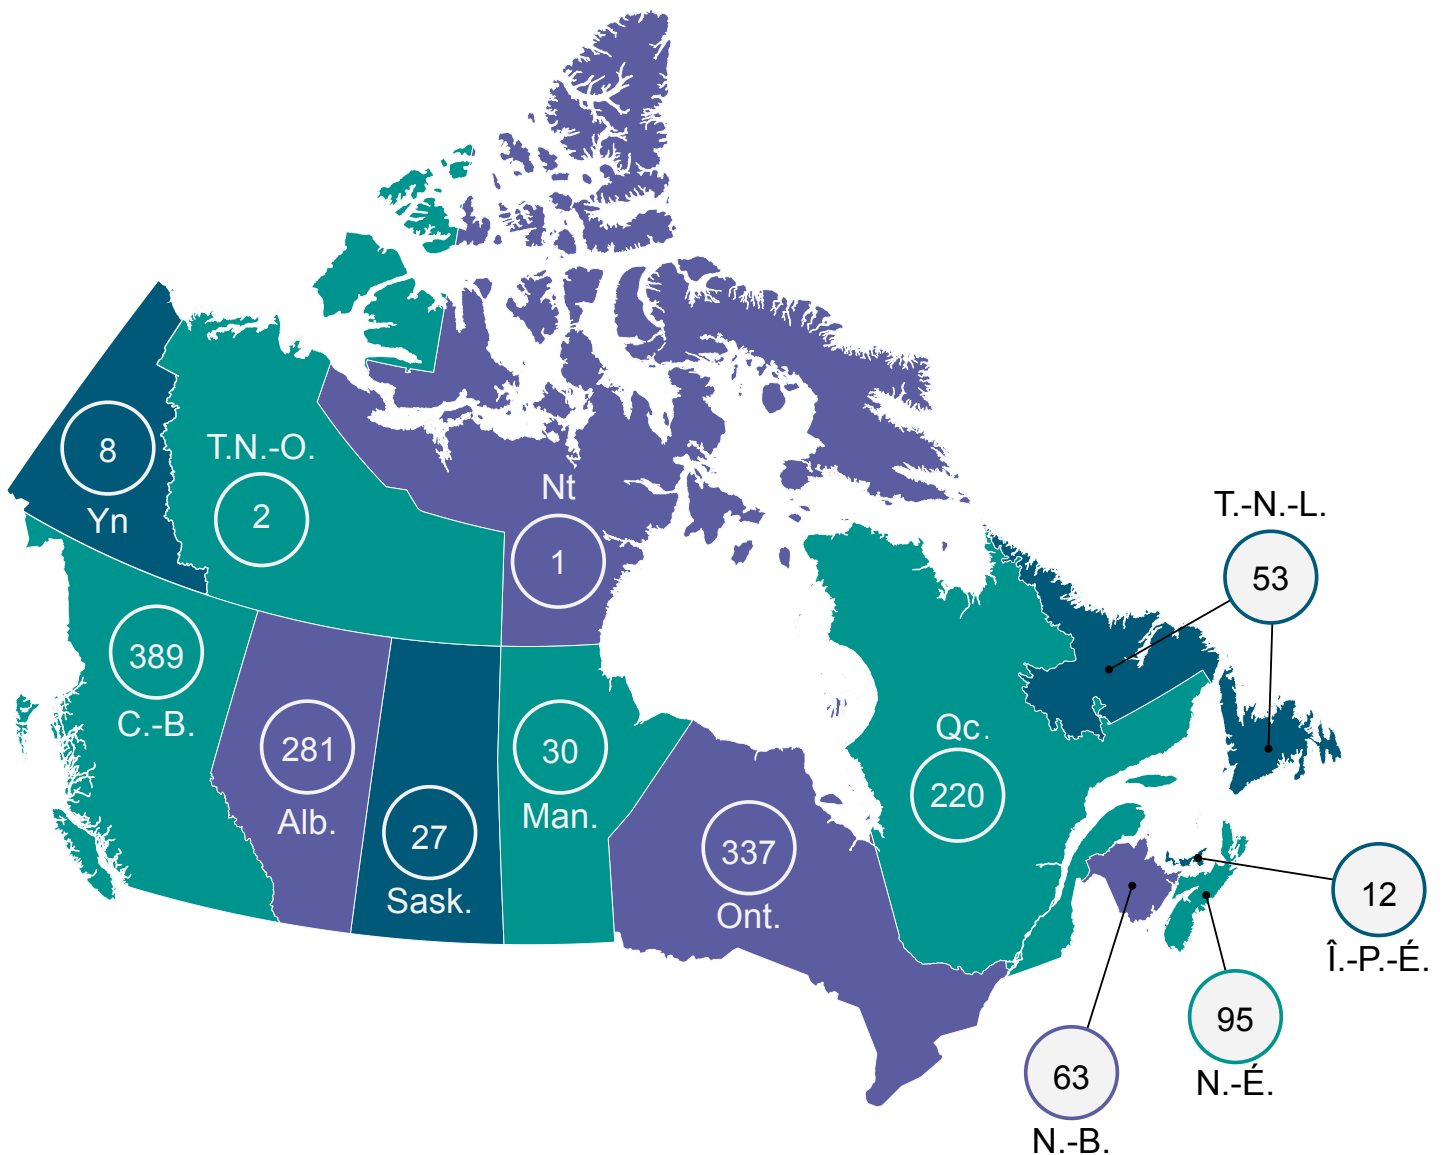 8
Yn
T.N.-O.
2
Nt
1
T.-N.-L.
53
389
C.-B.
281
Alb.
27
Sask.
30
Man.
337
Ont.
Qc.
220
12
Î.-P.-É.
95
N.-É.
63
N.-B.